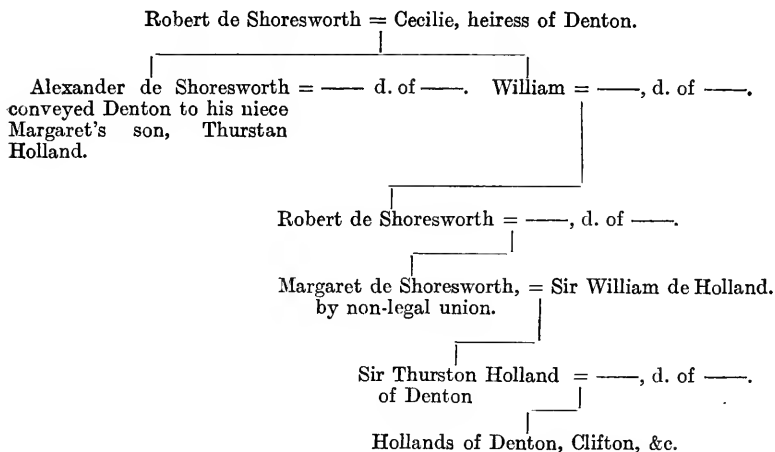 Robert de Shoresworth = Cecilie, heiress of Denton.
Alexander de Shoresworth = —— d. of ——. William = ——, d. of ——.
conveyed Denton to his niece
Margaret's son, Thurstan
Holland.
Robert de Shoresworth = ——, d. of ——.
Margaret de Shoresworth, = Sir William de Holland.
by non-legal union.
Sir Thurston Holland = ——, d. of ——.
of Denton
Hollands of Denton, Clifton, &c.